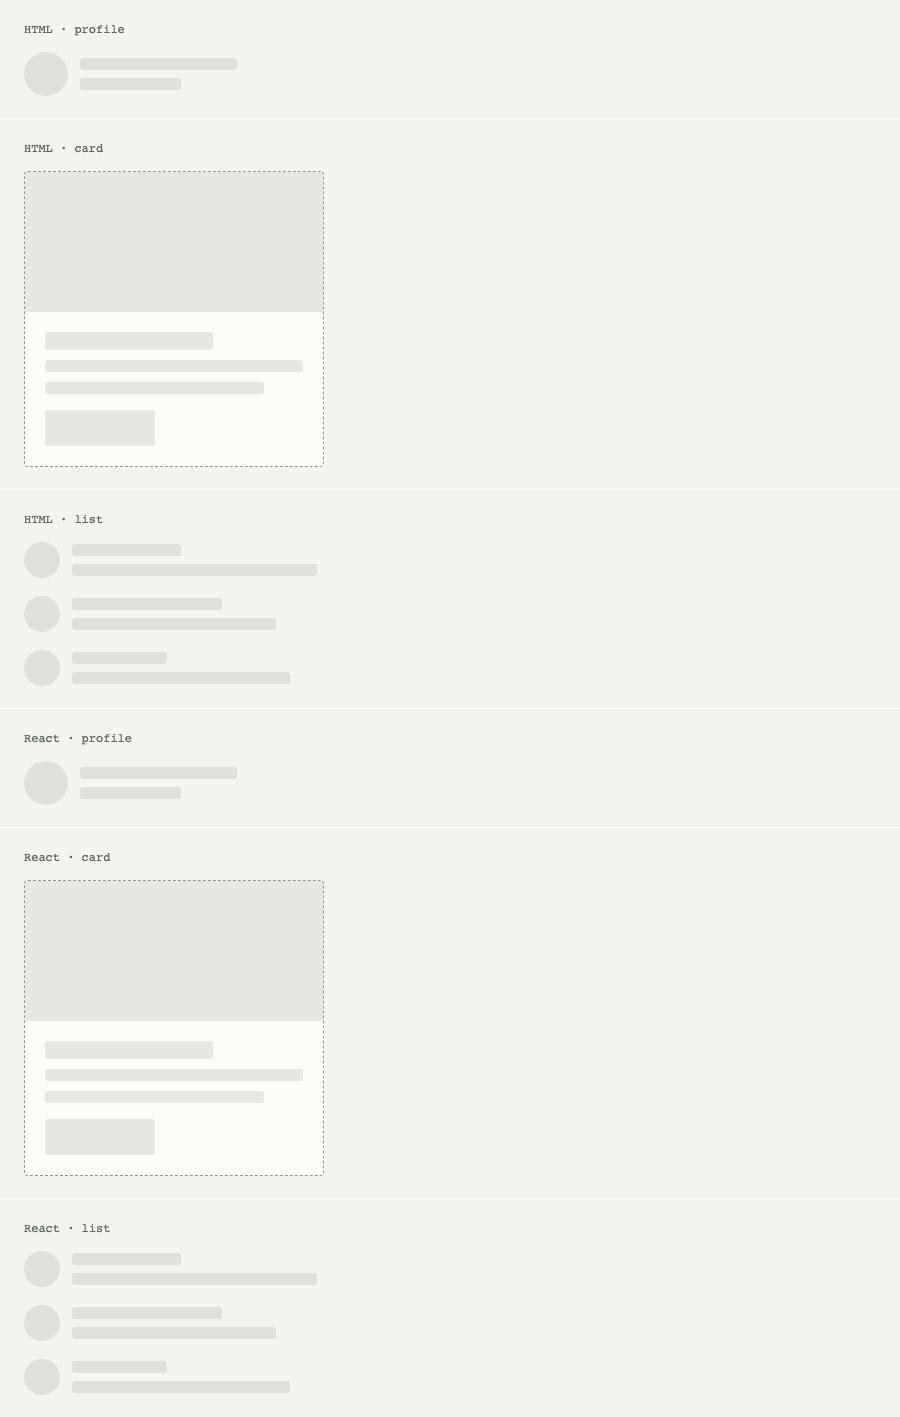 HTML · profile
HTML · card
HTML · list
React · profile
React · card
React · list